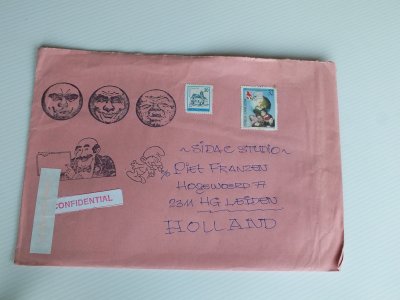 ~SIDAC STUDIO~
Piet FRANZEN
HOGEWOERD 77
2311 HG LEIDEN
HOLLAND
CONFIDENTIAL